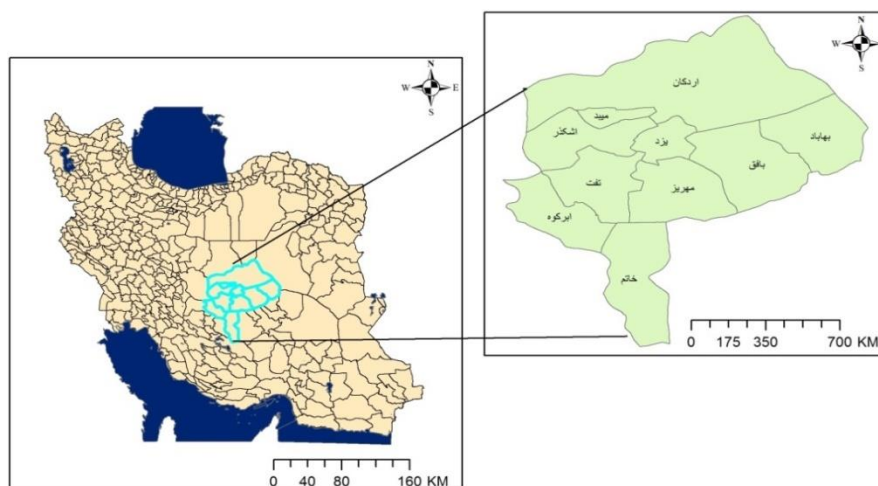 N
W E
S
0 40 80 160 KM
N
W E
S
اردکان
میبد
اشکذر
یزد
بهاباد
بافق
تفت
مهریز
ابرکوه
خاتم
0 175 350 700 KM